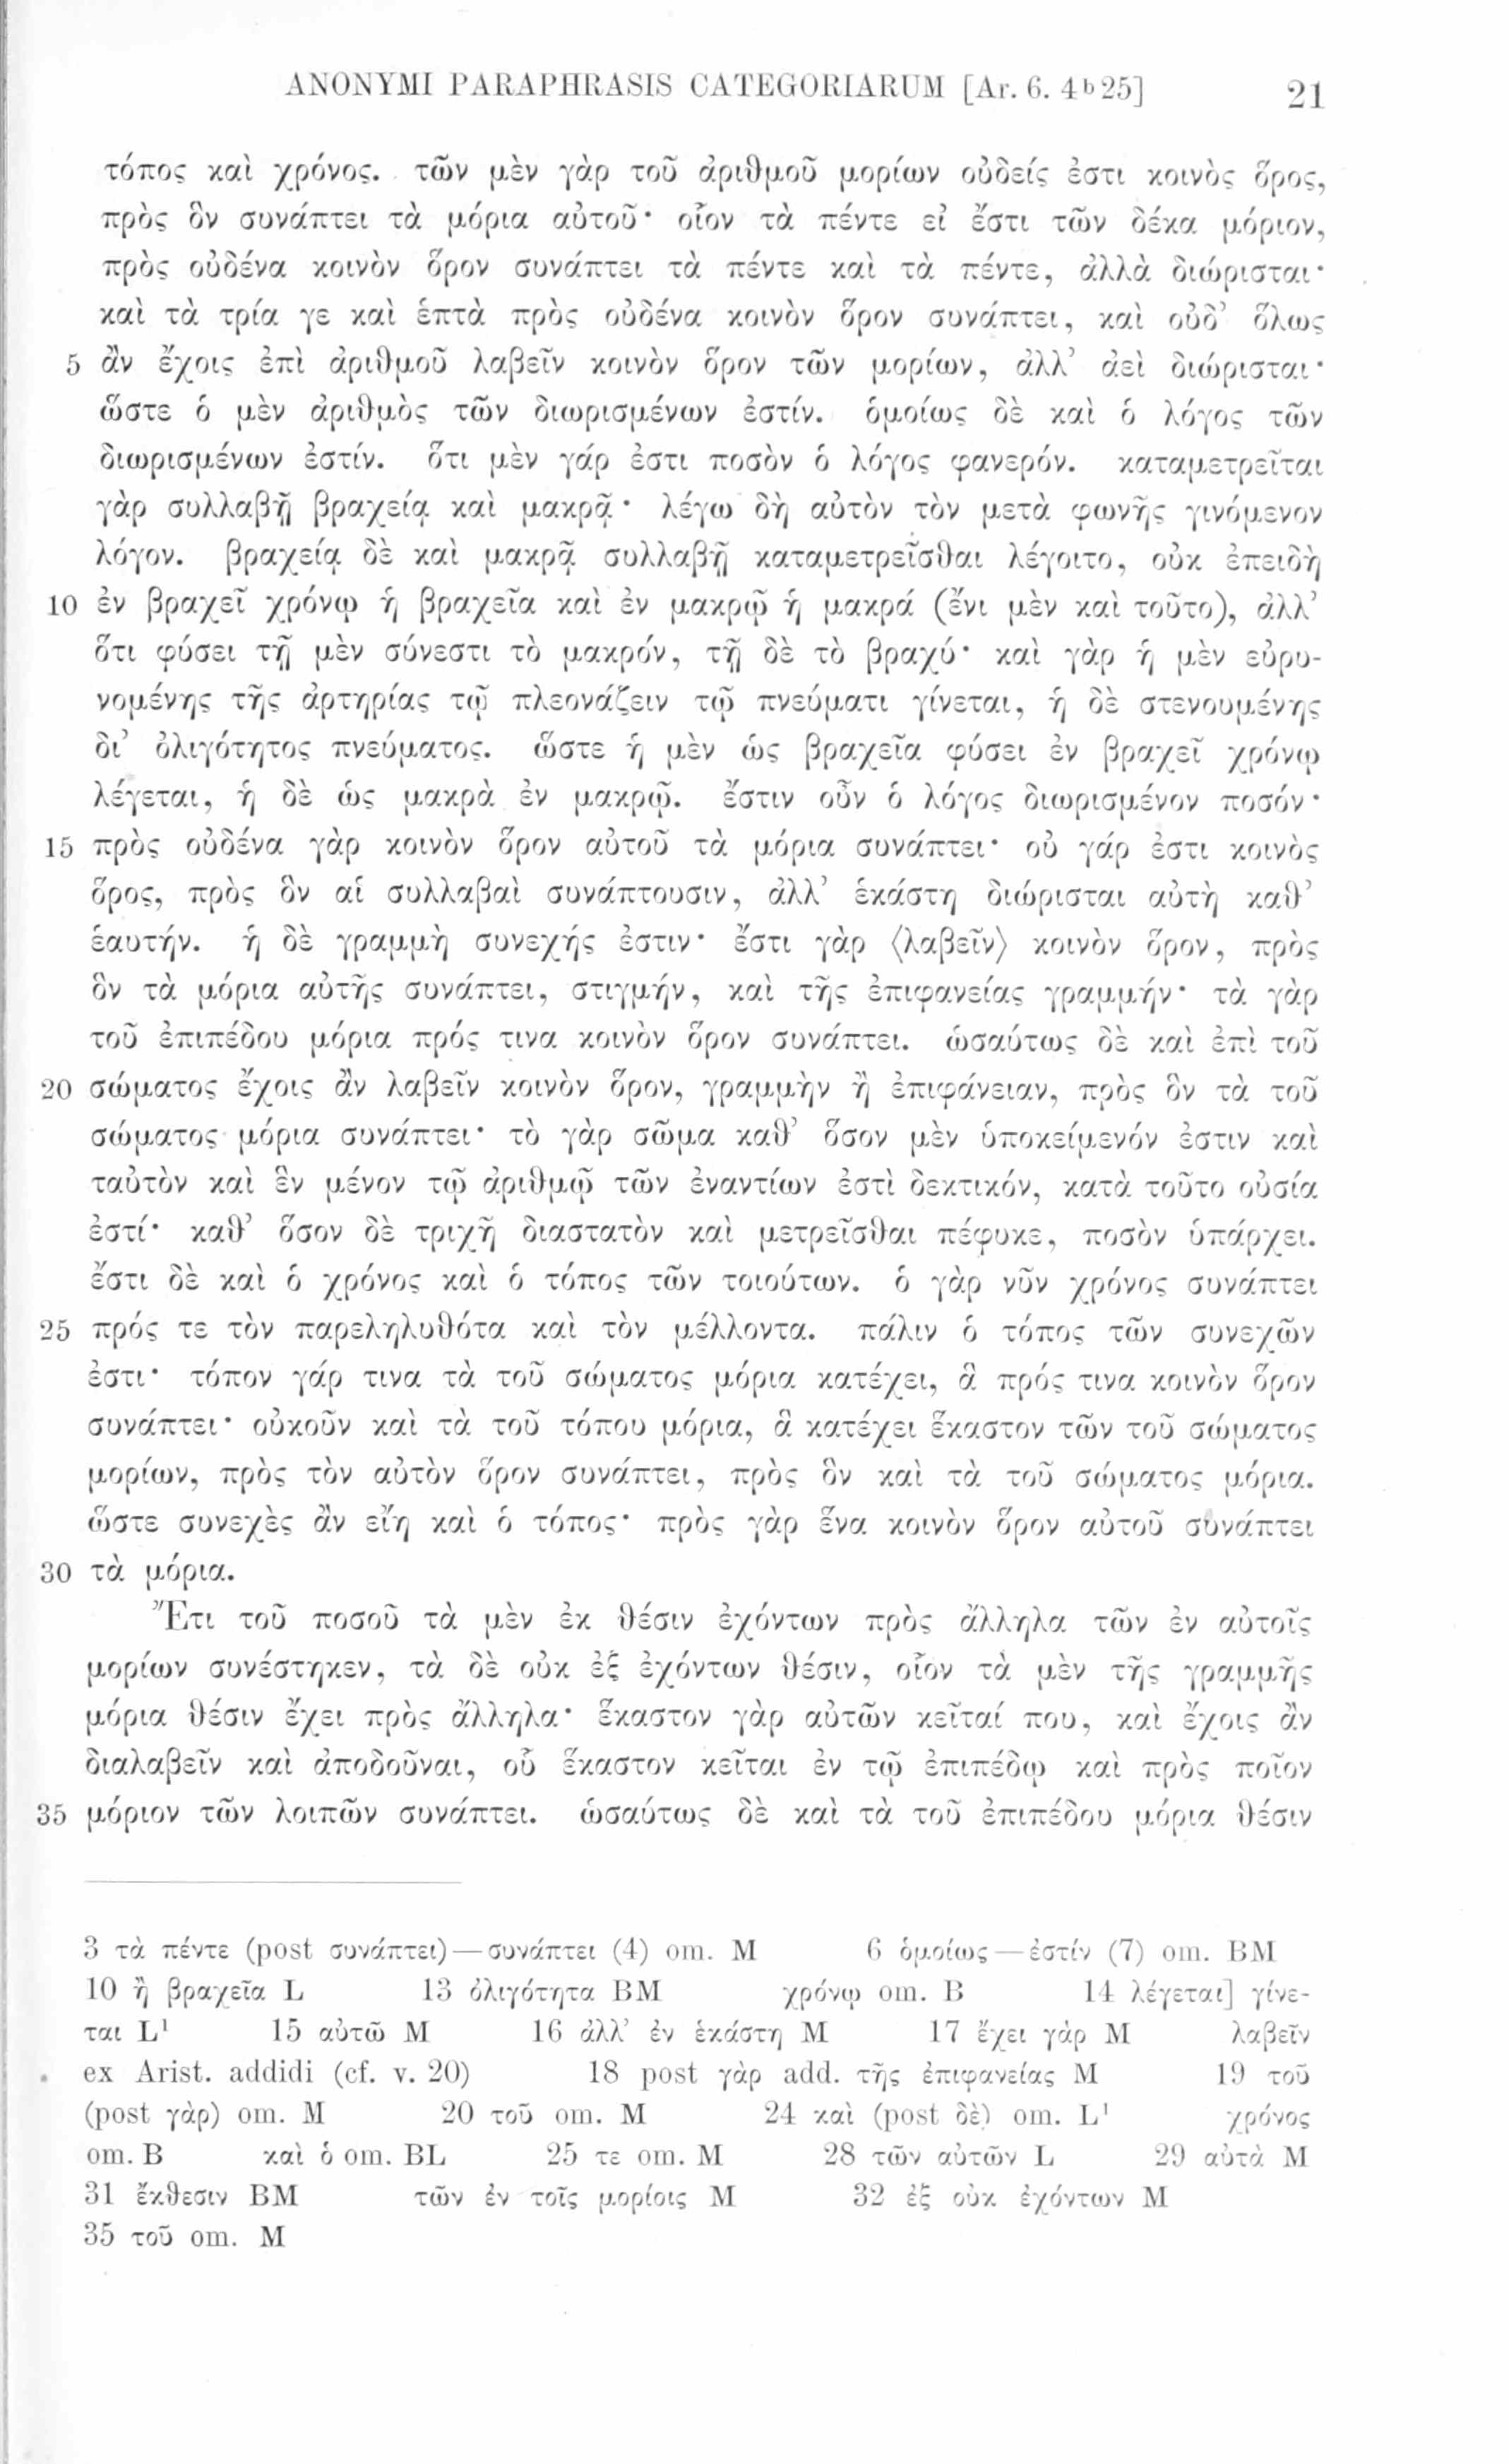 ANONYMI PARAPHRASIS CATEGORIARUM [Ar. 6. 4ᵇ25] 21
τόπος καὶ χρόνος. τῶν μὲν γὰρ τοῦ ἀριθμοῦ μορίων οὐδείς ἐστι κοινὸς ὅρος,
πρὸς ὃν συνάπτει τὰ μόρια αὐτοῦ· οἷον τὰ πέντε εἰ ἔστι τῶν δέκα μόριον,
πρὸς οὐδένα κοινὸν ὅρον συνάπτει τὰ πέντε καὶ τὰ πέντε, ἀλλὰ διώρισται·
καὶ τὰ τρία γε καὶ ἑπτὰ πρὸς οὐδένα κοινὸν ὅρον συνάπτει, καὶ οὐδ’ ὅλως
5 ἂν ἔχοις ἐπὶ ἀριθμοῦ λαβεῖν κοινὸν ὅρον τῶν μορίων, ἀλλ’ ἀεὶ διώρισται·
ὥστε ὁ μὲν ἀριθμὸς τῶν διωρισμένων ἐστίν. ὁμοίως δὲ καὶ ὁ λόγος τῶν
διωρισμένων ἐστίν. ὅτι μὲν γάρ ἐστι ποσὸν ὁ λόγος φανερόν. καταμετρεῖται
γὰρ συλλαβῇ βραχείᾳ καὶ μακρᾷ· λέγω δὴ αὐτὸν τὸν μετὰ φωνῆς γινόμενον
λόγον. βραχείᾳ δὲ καὶ μακρᾷ συλλαβῇ καταμετρεῖσθαι λέγοιτο, οὐκ ἐπειδὴ
10 ἐν βραχεῖ χρόνῳ ἡ βραχεῖα καὶ ἐν μακρῷ ἡ μακρά (ἔνι μὲν καὶ τοῦτο), ἀλλ’
ὅτι φύσει τῇ μὲν σύνεστι τὸ μακρόν, τῇ δὲ τὸ βραχύ· καὶ γὰρ ἡ μὲν εὐρυ-
νομένης τῆς ἀρτηρίας τῷ πλεονάζειν τῷ πνεύματι γίνεται, ἡ δὲ στενουμένης
δι’ ὀλιγότητος πνεύματος. ὥστε ἡ μὲν ὡς βραχεῖα φύσει ἐν βραχεῖ χρόνῳ
λέγεται, ἡ δὲ ὡς μακρὰ ἐν μακρῷ. ἔστιν οὖν ὁ λόγος διωρισμένον ποσόν·
15 πρὸς οὐδένα γὰρ κοινὸν ὅρον αὐτοῦ τὰ μόρια συνάπτει· οὐ γάρ ἐστι κοινὸς
ὅρος, πρὸς ὃν αἱ συλλαβαὶ συνάπτουσιν, ἀλλ’ ἑκάστη διώρισται αὐτὴ καθ’
ἑαυτήν. ἡ δὲ γραμμὴ συνεχής ἐστιν· ἔστι γὰρ ⟨λαβεῖν⟩ κοινὸν ὅρον, πρὸς
ὃν τὰ μόρια αὐτῆς συνάπτει, στιγμήν, καὶ τῆς ἐπιφανείας γραμμήν· τὰ γὰρ
τοῦ ἐπιπέδου μόρια πρός τινα κοινὸν ὅρον συνάπτει. ὡσαύτως δὲ καὶ ἐπὶ τοῦ
20 σώματος ἔχοις ἂν λαβεῖν κοινὸν ὅρον, γραμμὴν ἢ ἐπιφάνειαν, πρὸς ὃν τὰ τοῦ
σώματος μόρια συνάπτει· τὸ γὰρ σῶμα καθ’ ὅσον μὲν ὑποκείμενόν ἐστιν καὶ
ταὐτὸν καὶ ἓν μένον τῷ ἀριθμῷ τῶν ἐναντίων ἐστὶ δεκτικόν, κατὰ τοῦτο οὐσία
ἐστί· καθ’ ὅσον δὲ τριχῇ διαστατὸν καὶ μετρεῖσθαι πέφυκε, ποσὸν ὑπάρχει.
ἔστι δὲ καὶ ὁ χρόνος καὶ ὁ τόπος τῶν τοιούτων. ὁ γὰρ νῦν χρόνος συνάπτει
25 πρός τε τὸν παρεληλυθότα καὶ τὸν μέλλοντα. πάλιν ὁ τόπος τῶν συνεχῶν
ἐστι· τόπον γάρ τινα τὰ τοῦ σώματος μόρια κατέχει, ἃ πρός τινα κοινὸν ὅρον
συνάπτει· οὐκοῦν καὶ τὰ τοῦ τόπου μόρια, ἃ κατέχει ἕκαστον τῶν τοῦ σώματος
μορίων, πρὸς τὸν αὐτὸν ὅρον συνάπτει, πρὸς ὃν καὶ τὰ τοῦ σώματος μόρια.
ὥστε συνεχὲς ἂν εἴη καὶ ὁ τόπος· πρὸς γὰρ ἕνα κοινὸν ὅρον αὐτοῦ συνάπτει
30 τὰ μόρια.
Ἔτι τοῦ ποσοῦ τὰ μὲν ἐκ θέσιν ἐχόντων πρὸς ἄλληλα τῶν ἐν αὐτοῖς
μορίων συνέστηκεν, τὰ δὲ οὐκ ἐξ ἐχόντων θέσιν, οἷον τὰ μὲν τῆς γραμμῆς
μόρια θέσιν ἔχει πρὸς ἄλληλα· ἕκαστον γὰρ αὐτῶν κεῖταί που, καὶ ἔχοις ἂν
διαλαβεῖν καὶ ἀποδοῦναι, οὗ ἕκαστον κεῖται ἐν τῷ ἐπιπέδῳ καὶ πρὸς ποῖον
35 μόριον τῶν λοιπῶν συνάπτει. ὡσαύτως δὲ καὶ τὰ τοῦ ἐπιπέδου μόρια θέσιν
3 τὰ πέντε (post συνάπτει)—συνάπτει (4) om. M 6 ὁμοίως—ἐστίν (7) om. BM
10 ἢ βραχεῖα L 13 ὀλιγότητα BM χρόνῳ om. B 14 λέγεται] γίνε-
ται L¹ 15 αὐτῶ M 16 ἀλλ’ ἐν ἑκάστη M 17 ἔχει γὰρ M λαβεῖν
ex Arist. addidi (cf. v. 20) 18 post γὰρ add. τῆς ἐπιφανείας M 19 τοῦ
(post γὰρ) om. M 20 τοῦ om. M 24 καὶ (post δὲ) om. L¹ χρόνος
om. B καὶ ὁ om. BL 25 τε om. M 28 τῶν αὐτῶν L 29 αὐτὰ M
31 ἔκθεσιν BM τῶν ἐν τοῖς μορίοις M 32 ἐξ οὐκ ἐχόντων M
35 τοῦ om. M